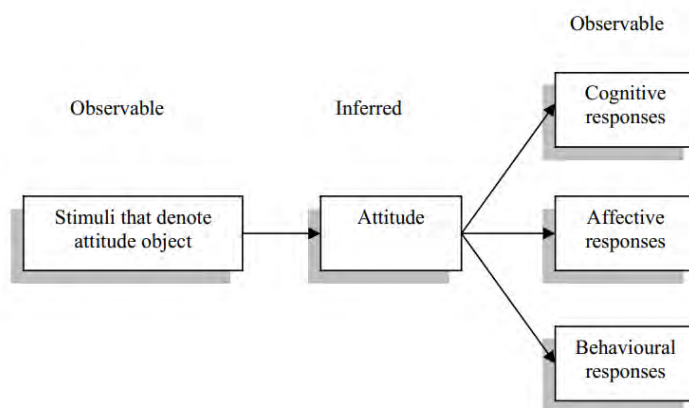 Observable
Observable
Inferred
Cognitive
responses
Stimuli that denote
attitude object
Attitude
Affective
responses
Behavioural
responses